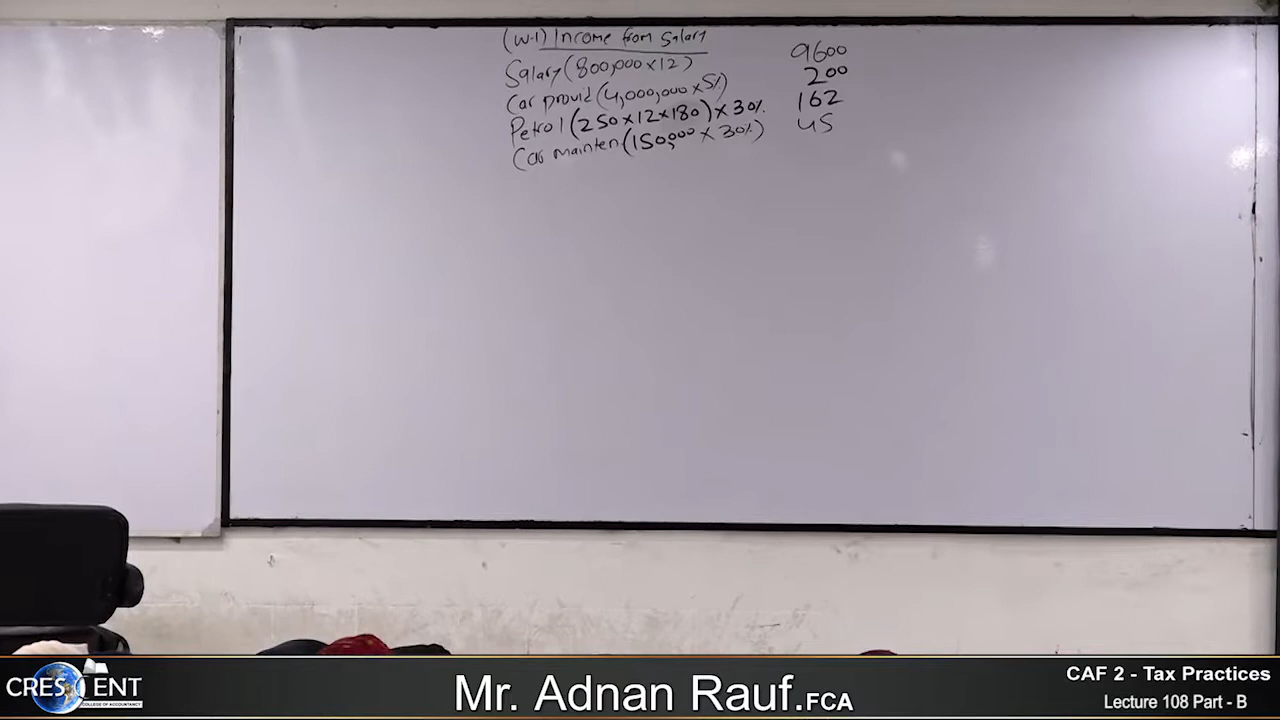 (W-1) Income from Salary
Salary (800,000 x 12) 9600
Car provid (4,000,000 x 5%) 200
Petrol (250 x 12 x 180) x 30% 162
Car mainten (150,000 x 30%) 45
CRESCENT
COLLEGE OF ACCOUNTANCY
Mr. Adnan Rauf.FCA
CAF 2 - Tax Practices
Lecture 108 Part - B